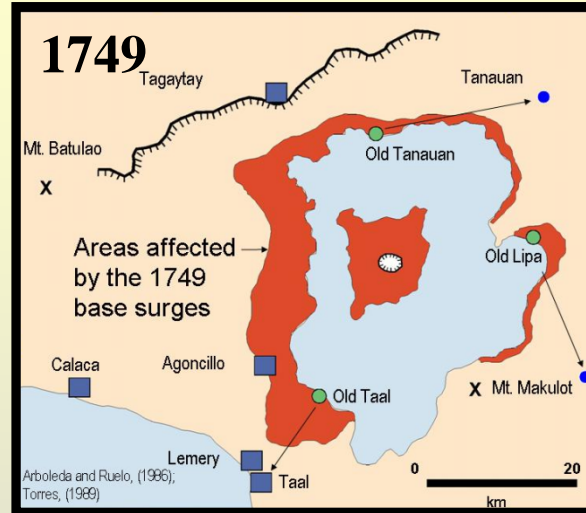 1749
Tagaytay
Tanauan
Mt. Batulao
X
Old Tanauan
Areas affected
by the 1749
base surges
Old Lipa
Calaca
Agoncillo
Old Taal
X Mt. Makulot
Lemery
Taal
Arboleda and Ruelo, (1986);
Torres, (1989)
0 20
km